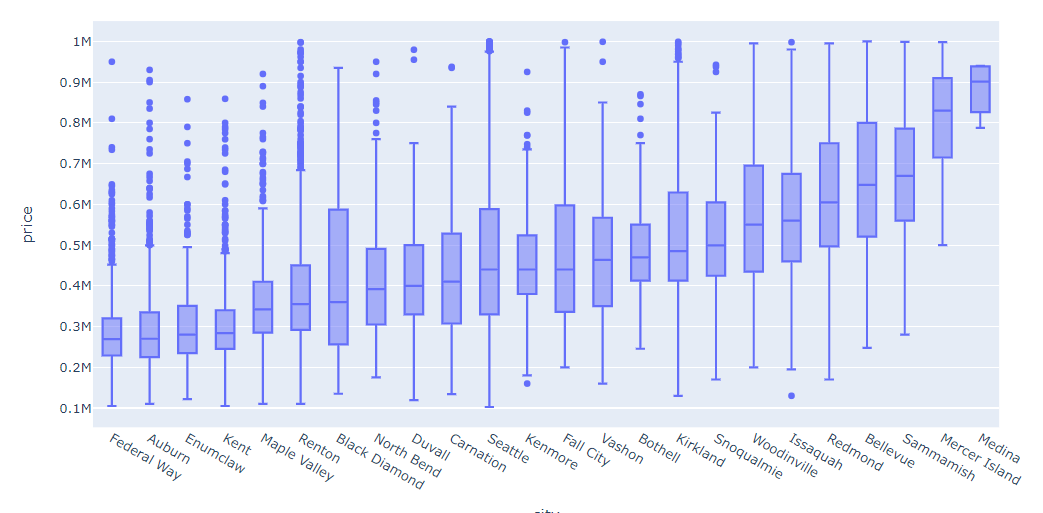 1M
0.9M
0.8M
0.7M
0.6M
0.5M
0.4M
0.3M
0.2M
0.1M
price
Federal Way
Auburn
Enumclaw
Kent
Maple Valley
Renton
Black Diamond
North Bend
Duvall
Carnation
Seattle
Kenmore
Fall City
Vashon
Bothell
Kirkland
Snoqualmie
Woodinville
Issaquah
Redmond
Bellevue
Sammamish
Mercer Island
Medina
city